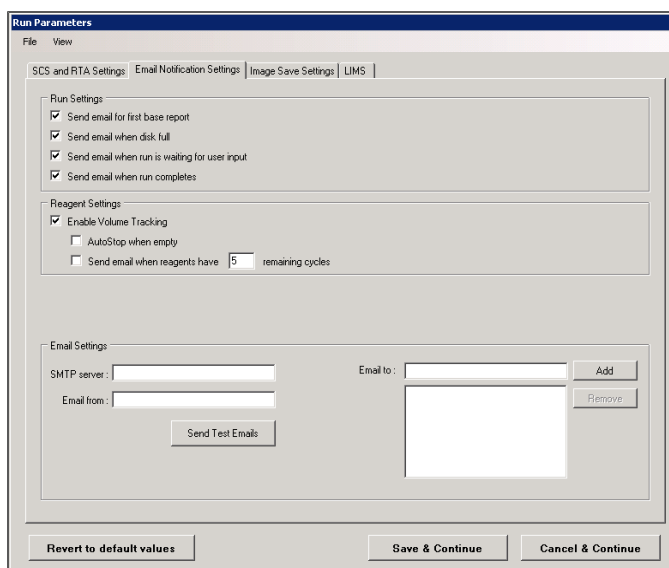 Run Parameters
File View
SCS and RTA Settings Email Notification Settings Image Save Settings LIMS
Run Settings
Send email for first base report
Send email when disk full
Send email when run is waiting for user input
Send email when run completes
Reagent Settings
Enable Volume Tracking
AutoStop when empty
Send email when reagents have 5 remaining cycles
Email Settings
SMTP server : Email to : Add
Email from : Remove
Send Test Emails
Revert to default values Save & Continue Cancel & Continue